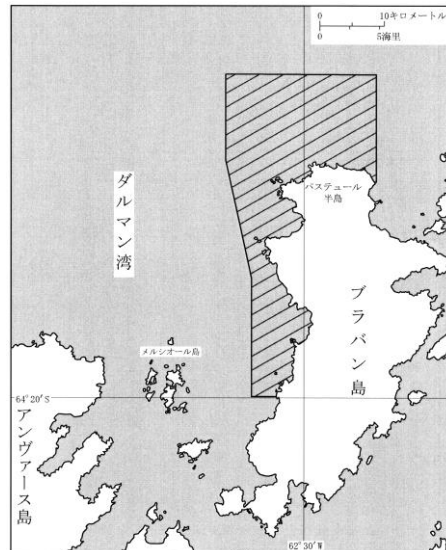 0 10キロメートル
0 5海里
パステュール
半島
ダルマン湾
ブラバン島
メルシオール島
64°20′S
アンヴァース島
62°30′W